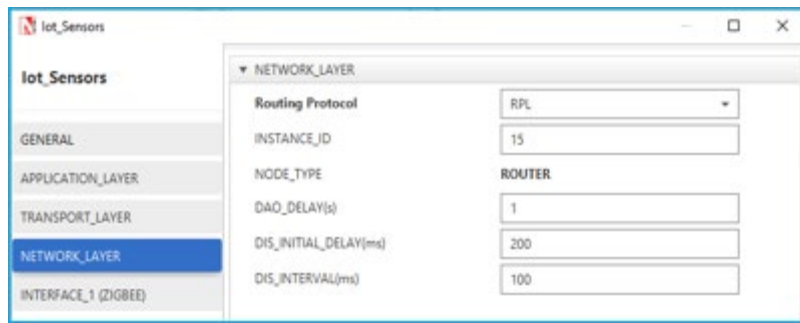 Iot_Sensors
Iot_Sensors
GENERAL
APPLICATION_LAYER
TRANSPORT_LAYER
NETWORK_LAYER
INTERFACE_1 (ZIGBEE)
NETWORK_LAYER
Routing Protocol RPL
INSTANCE_ID 15
NODE_TYPE ROUTER
DAO_DELAY(s) 1
DIS_INITIAL_DELAY(ms) 200
DIS_INTERVAL(ms) 100